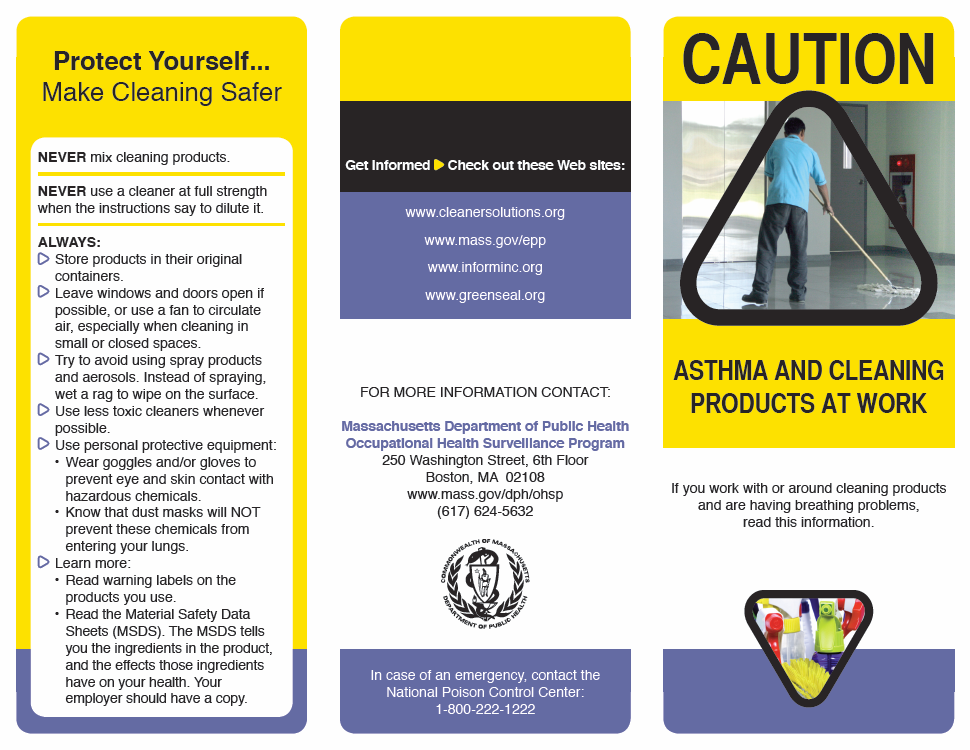 Protect Yourself...
Make Cleaning Safer
NEVER mix cleaning products.
NEVER use a cleaner at full strength
when the instructions say to dilute it.
ALWAYS:
Store products in their original
containers.
Leave windows and doors open if
possible, or use a fan to circulate
air, especially when cleaning in
small or closed spaces.
Try to avoid using spray products
and aerosols. Instead of spraying,
wet a rag to wipe on the surface.
Use less toxic cleaners whenever
possible.
Use personal protective equipment:
• Wear goggles and/or gloves to
prevent eye and skin contact with
hazardous chemicals.
• Know that dust masks will NOT
prevent these chemicals from
entering your lungs.
Learn more:
• Read warning labels on the
products you use.
• Read the Material Safety Data
Sheets (MSDS). The MSDS tells
you the ingredients in the product,
and the effects those ingredients
have on your health. Your
employer should have a copy.
Get Informed Check out these Web sites:
www.cleanersolutions.org
www.mass.gov/epp
www.informinc.org
www.greenseal.org
FOR MORE INFORMATION CONTACT:
Massachusetts Department of Public Health
Occupational Health Surveillance Program
250 Washington Street, 6th Floor
Boston, MA 02108
www.mass.gov/dph/ohsp
(617) 624-5632
COMMONWEALTH OF MASSACHUSETTS
DEPARTMENT OF PUBLIC HEALTH
In case of an emergency, contact the
National Poison Control Center:
1-800-222-1222
CAUTION
ASTHMA AND CLEANING
PRODUCTS AT WORK
If you work with or around cleaning products
and are having breathing problems,
read this information.